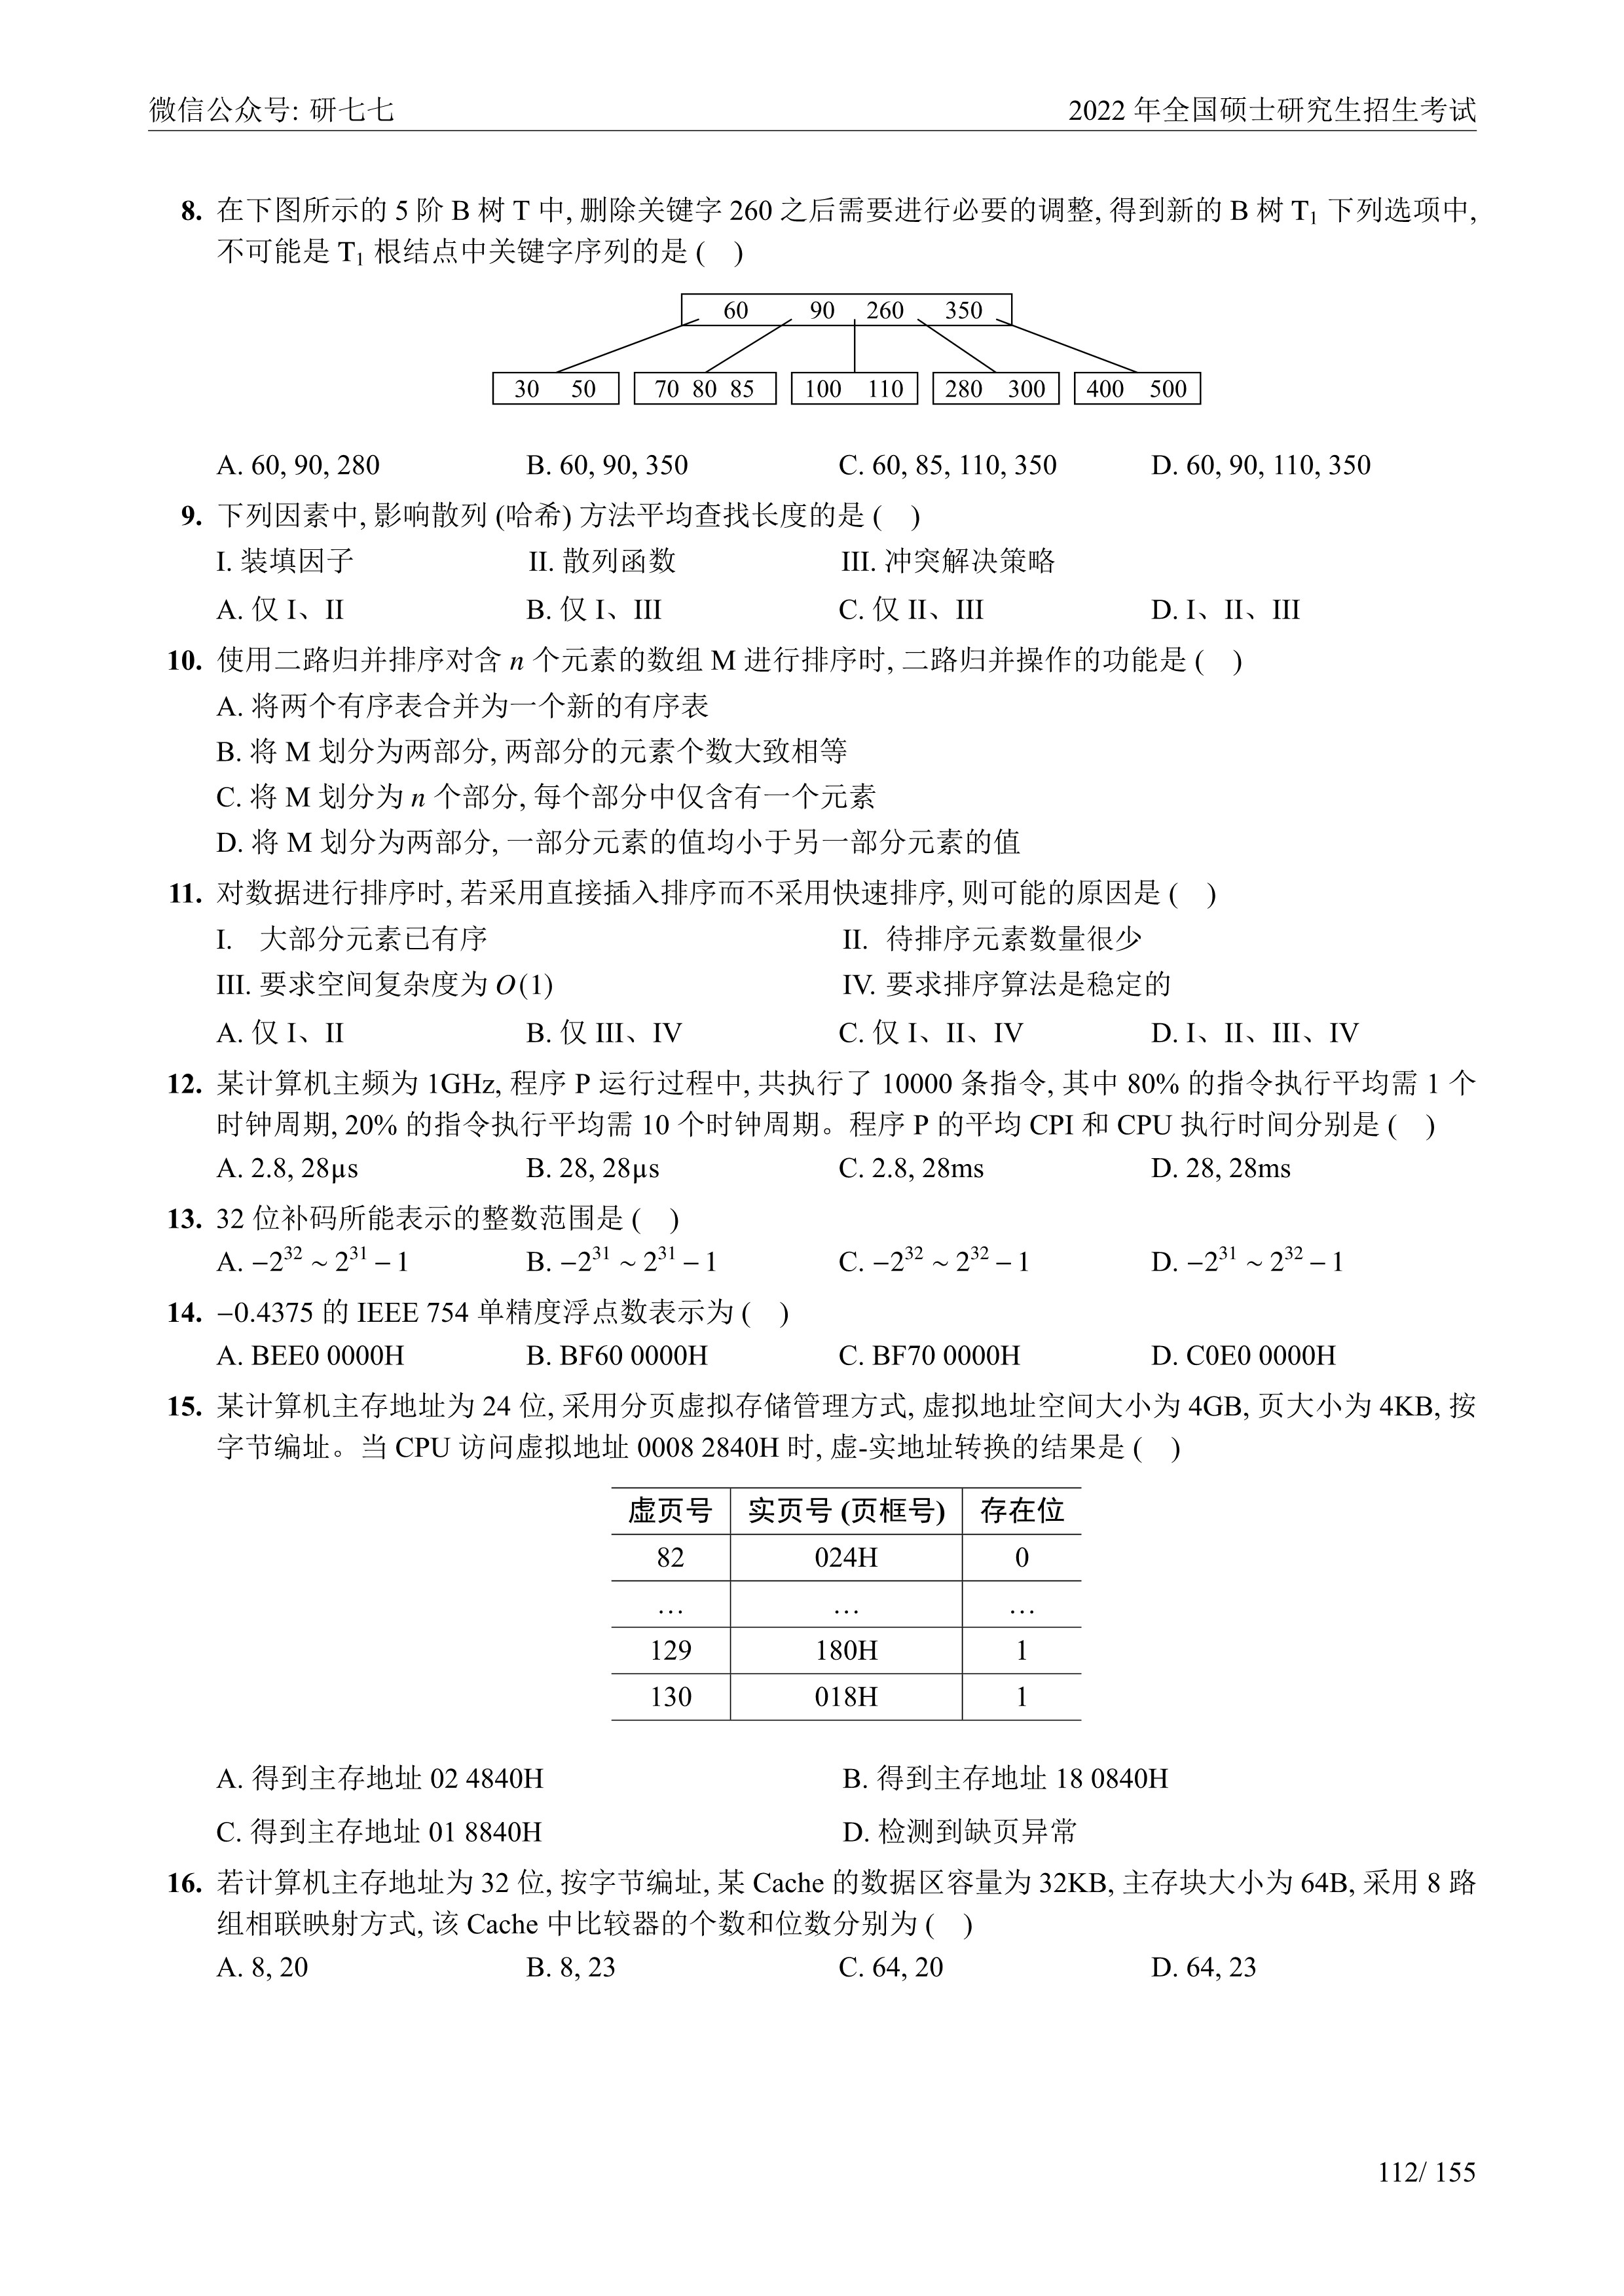 微信公众号: 研七七
2022 年全国硕士研究生招生考试
8. 在下图所示的 5 阶 B 树 T 中, 删除关键字 260 之后需要进行必要的调整, 得到新的 B 树 T₁ 下列选项中,
不可能是 T₁ 根结点中关键字序列的是 ( )
60 90 260 350
30 50 70 80 85 100 110 280 300 400 500
A. 60, 90, 280 B. 60, 90, 350 C. 60, 85, 110, 350 D. 60, 90, 110, 350
9. 下列因素中, 影响散列 (哈希) 方法平均查找长度的是 ( )
I. 装填因子 II. 散列函数 III. 冲突解决策略
A. 仅 I、II B. 仅 I、III C. 仅 II、III D. I、II、III
10. 使用二路归并排序对含 n 个元素的数组 M 进行排序时, 二路归并操作的功能是 ( )
A. 将两个有序表合并为一个新的有序表
B. 将 M 划分为两部分, 两部分的元素个数大致相等
C. 将 M 划分为 n 个部分, 每个部分中仅含有一个元素
D. 将 M 划分为两部分, 一部分元素的值均小于另一部分元素的值
11. 对数据进行排序时, 若采用直接插入排序而不采用快速排序, 则可能的原因是 ( )
I. 大部分元素已有序 II. 待排序元素数量很少
III. 要求空间复杂度为 O(1) IV. 要求排序算法是稳定的
A. 仅 I、II B. 仅 III、IV C. 仅 I、II、IV D. I、II、III、IV
12. 某计算机主频为 1GHz, 程序 P 运行过程中, 共执行了 10000 条指令, 其中 80% 的指令执行平均需 1 个
时钟周期, 20% 的指令执行平均需 10 个时钟周期。程序 P 的平均 CPI 和 CPU 执行时间分别是 ( )
A. 2.8, 28μs B. 28, 28μs C. 2.8, 28ms D. 28, 28ms
13. 32 位补码所能表示的整数范围是 ( )
A. −2³² ~ 2³¹ − 1 B. −2³¹ ~ 2³¹ − 1 C. −2³² ~ 2³² − 1 D. −2³¹ ~ 2³² − 1
14. −0.4375 的 IEEE 754 单精度浮点数表示为 ( )
A. BEE0 0000H B. BF60 0000H C. BF70 0000H D. C0E0 0000H
15. 某计算机主存地址为 24 位, 采用分页虚拟存储管理方式, 虚拟地址空间大小为 4GB, 页大小为 4KB, 按
字节编址。当 CPU 访问虚拟地址 0008 2840H 时, 虚-实地址转换的结果是 ( )
虚页号 实页号 (页框号) 存在位
82 024H 0
… … …
129 180H 1
130 018H 1
A. 得到主存地址 02 4840H B. 得到主存地址 18 0840H
C. 得到主存地址 01 8840H D. 检测到缺页异常
16. 若计算机主存地址为 32 位, 按字节编址, 某 Cache 的数据区容量为 32KB, 主存块大小为 64B, 采用 8 路
组相联映射方式, 该 Cache 中比较器的个数和位数分别为 ( )
A. 8, 20 B. 8, 23 C. 64, 20 D. 64, 23
112/ 155